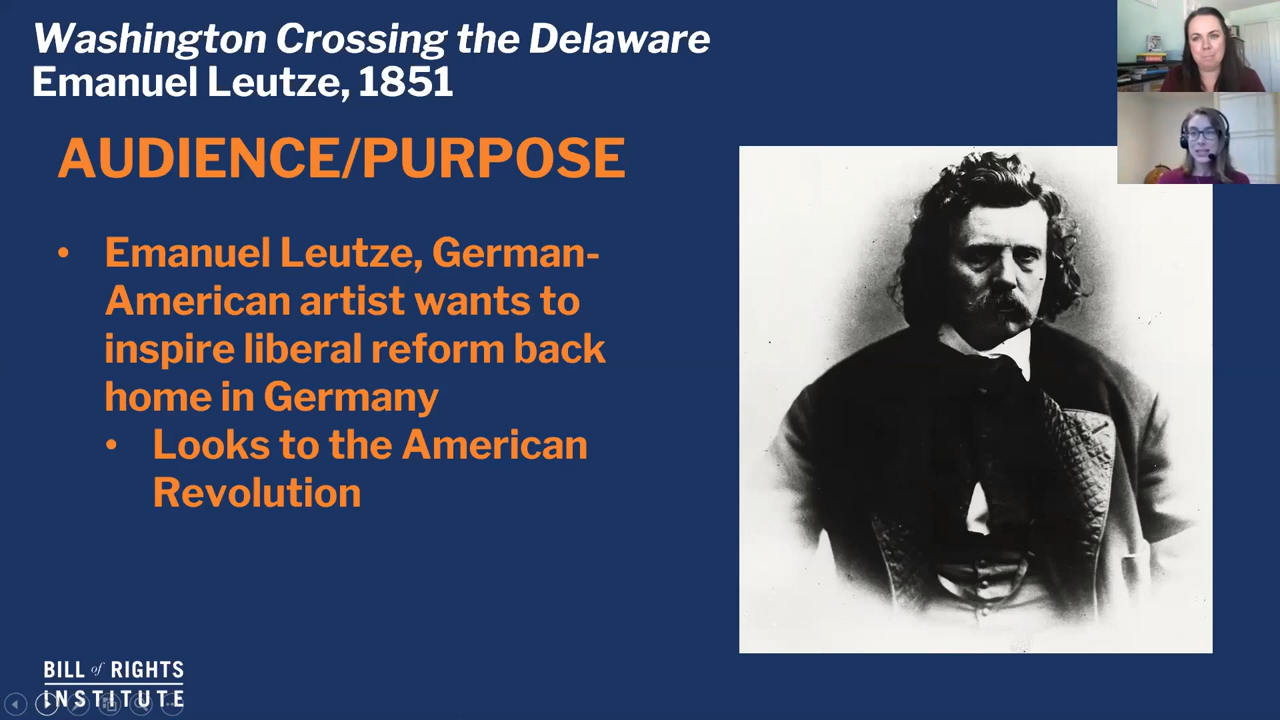 Washington Crossing the Delaware
Emanuel Leutze, 1851
AUDIENCE/PURPOSE
• Emanuel Leutze, German-
American artist wants to
inspire liberal reform back
home in Germany
• Looks to the American
Revolution
BILL of RIGHTS
INSTITUTE